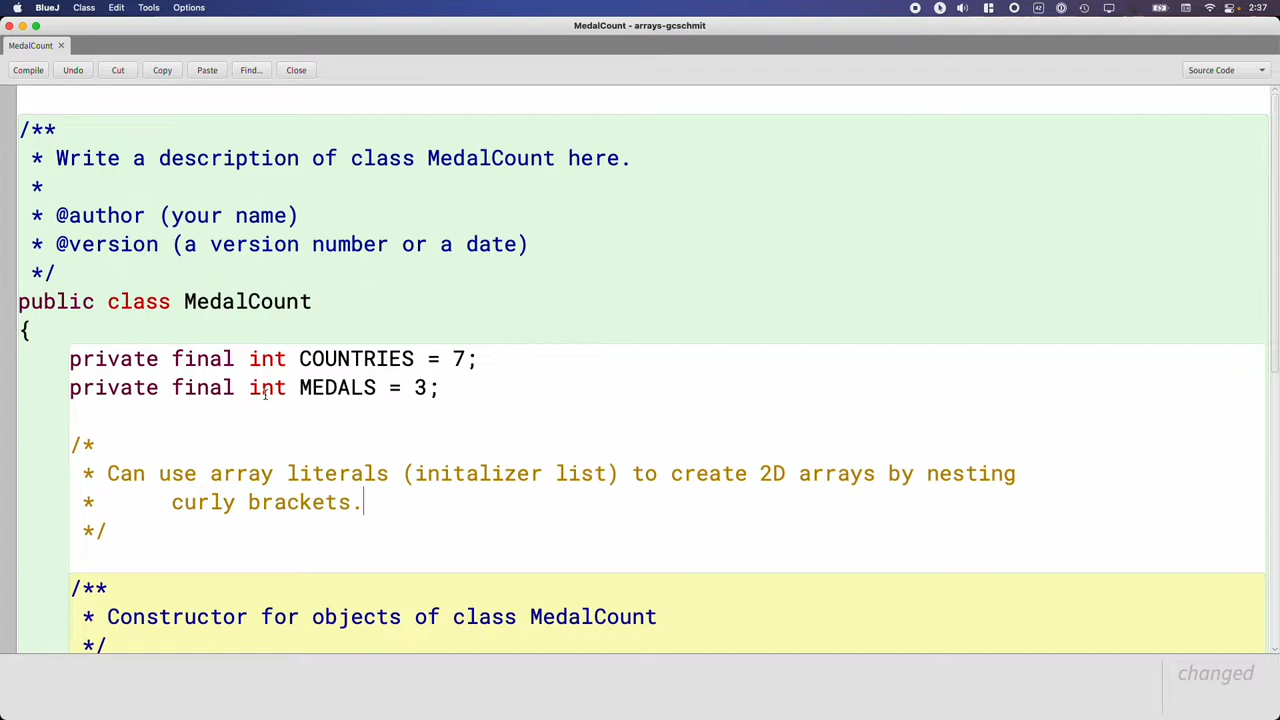 BlueJ Class Edit Tools Options 42 2:37
MedalCount - arrays-gcschmit
MedalCount
Compile Undo Cut Copy Paste Find... Close Source Code
/**
* Write a description of class MedalCount here.
*
* @author (your name)
* @version (a version number or a date)
*/
public class MedalCount
{
private final int COUNTRIES = 7;
private final int MEDALS = 3;
/*
* Can use array literals (initalizer list) to create 2D arrays by nesting
* curly brackets.
*/
/**
* Constructor for objects of class MedalCount
*/
changed